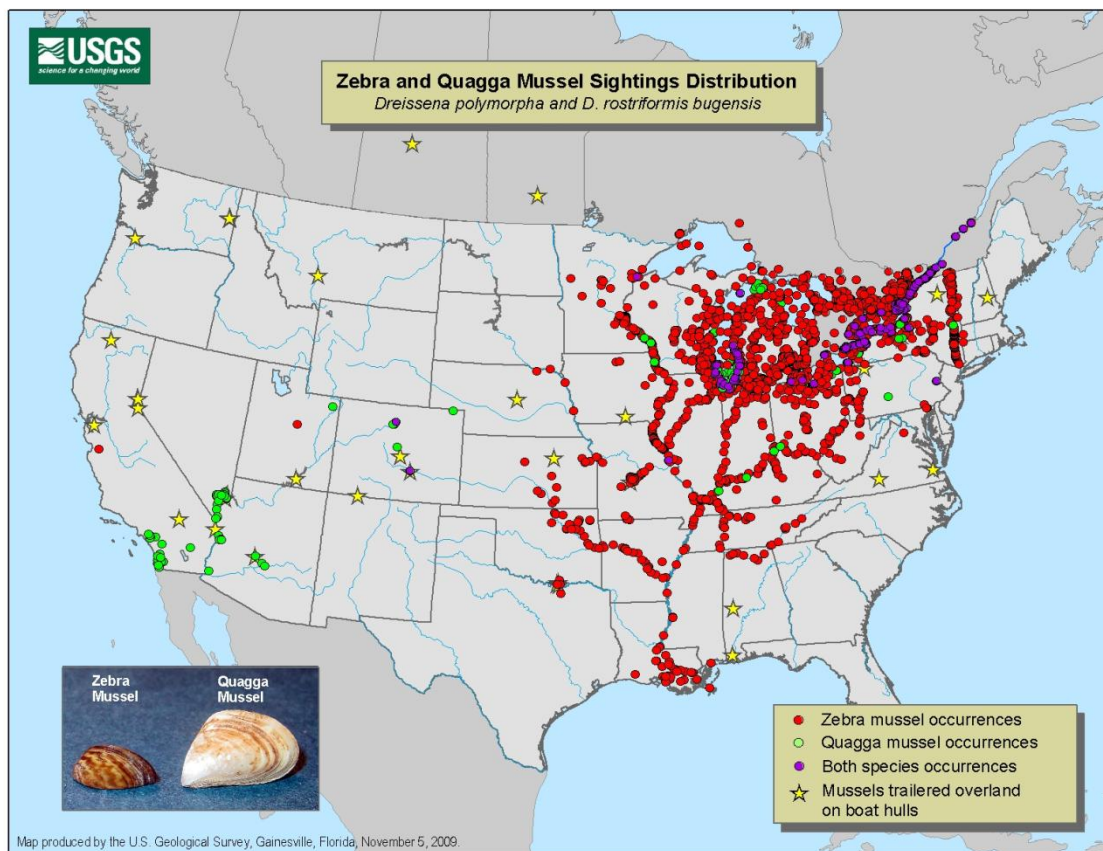 USGS
science for a changing world
Zebra and Quagga Mussel Sightings Distribution
Dreissena polymorpha and D. rostriformis bugensis
Zebra
Mussel
Quagga
Mussel
Zebra mussel occurrences
Quagga mussel occurrences
Both species occurrences
Mussels trailered overland
on boat hulls
Map produced by the U.S. Geological Survey, Gainesville, Florida, November 5, 2009.